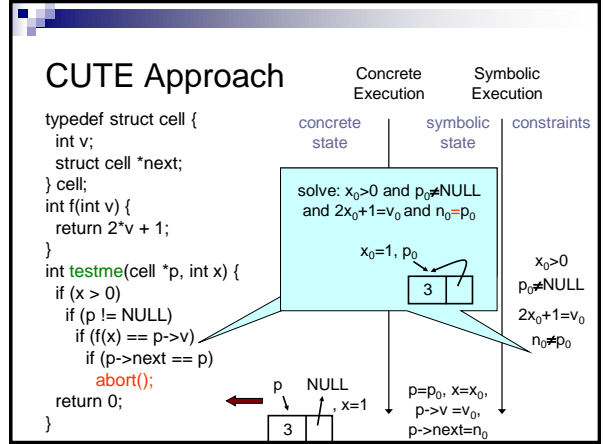 CUTE Approach
Concrete
Execution
Symbolic
Execution
typedef struct cell {
int v;
struct cell *next;
} cell;
int f(int v) {
return 2*v + 1;
}
int testme(cell *p, int x) {
if (x > 0)
if (p != NULL)
if (f(x) == p->v)
if (p->next == p)
abort();
return 0;
}
concrete
state
symbolic
state
constraints
solve: x₀>0 and p₀≠NULL
and 2x₀+1=v₀ and n₀=p₀
x₀=1, p₀
3
x₀>0
p₀≠NULL
2x₀+1=v₀
n₀≠p₀
p NULL
, x=1
3
p=p₀, x=x₀,
p->v =v₀,
p->next=n₀